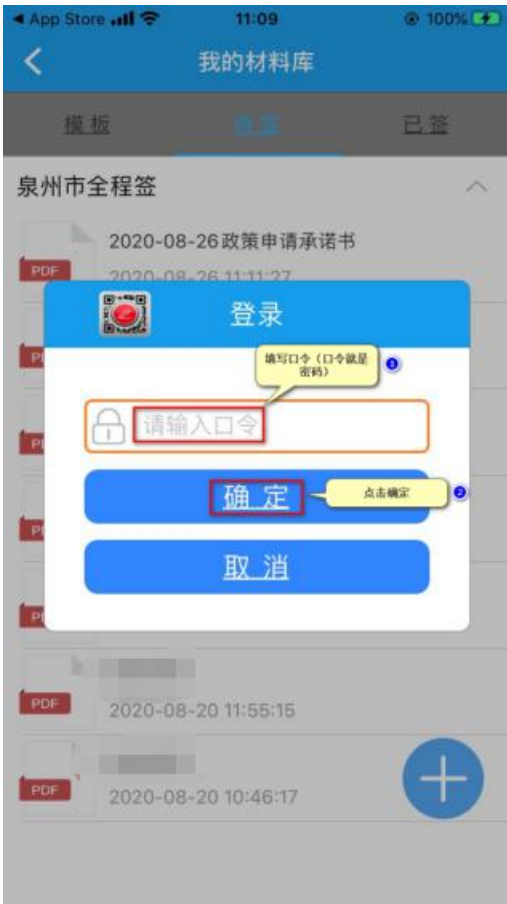 App Store
11:09
100%
我的材料库
模板
已签
泉州市全程签
2020-08-26政策申请承诺书
PDF
2020-08-26 11:11:27
登录
填写口令（口令就是
密码）
1
请输入口令
确 定
点击确定
2
取 消
PDF
2020-08-20 11:55:15
PDF
2020-08-20 10:46:17